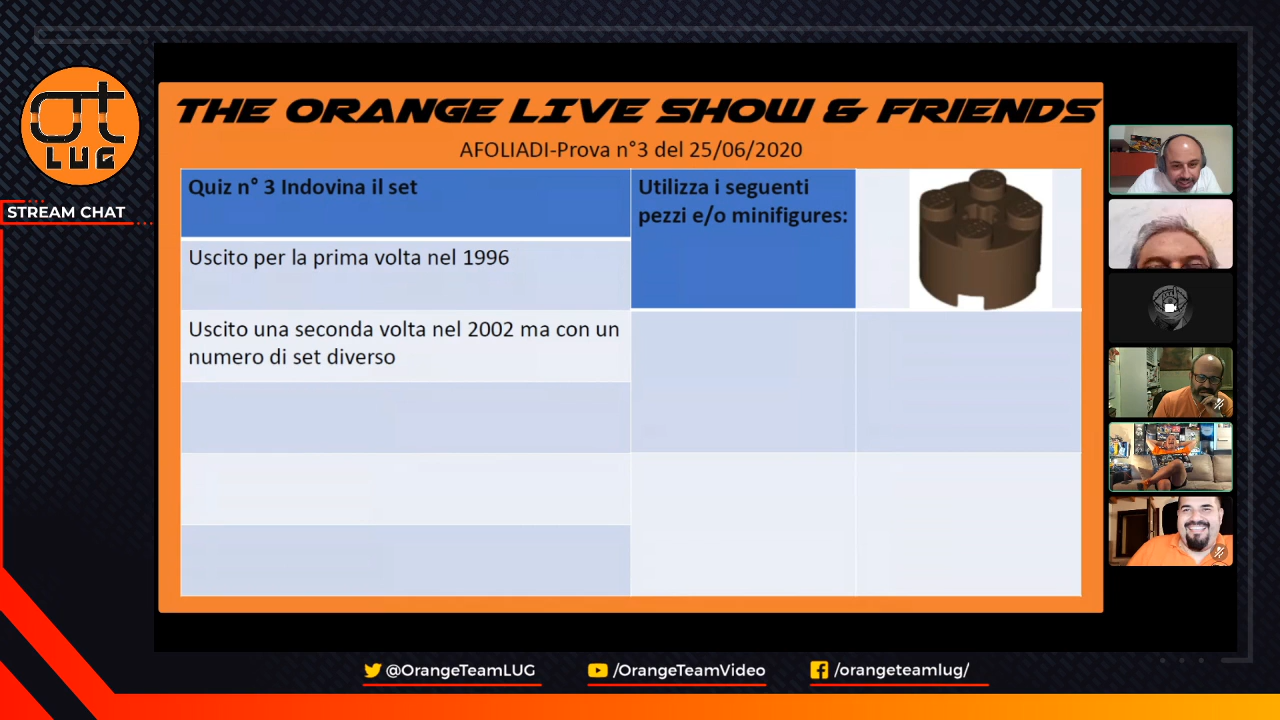 THE ORANGE LIVE SHOW & FRIENDS
AFOLIADI-Prova n°3 del 25/06/2020
Quiz n° 3 Indovina il set
Utilizza i seguenti
pezzi e/o minifigures:
Uscito per la prima volta nel 1996
Uscito una seconda volta nel 2002 ma con un
numero di set diverso
ot
LUG
STREAM CHAT
@OrangeTeamLUG
/OrangeTeamVideo
/orangeteamlug/